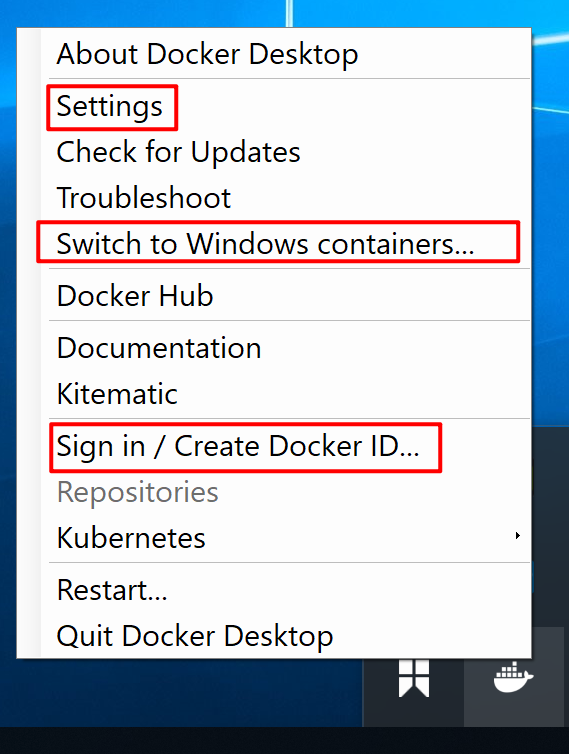 About Docker Desktop
Settings
Check for Updates
Troubleshoot
Switch to Windows containers...
Docker Hub
Documentation
Kitematic
Sign in / Create Docker ID...
Repositories
Kubernetes
Restart...
Quit Docker Desktop